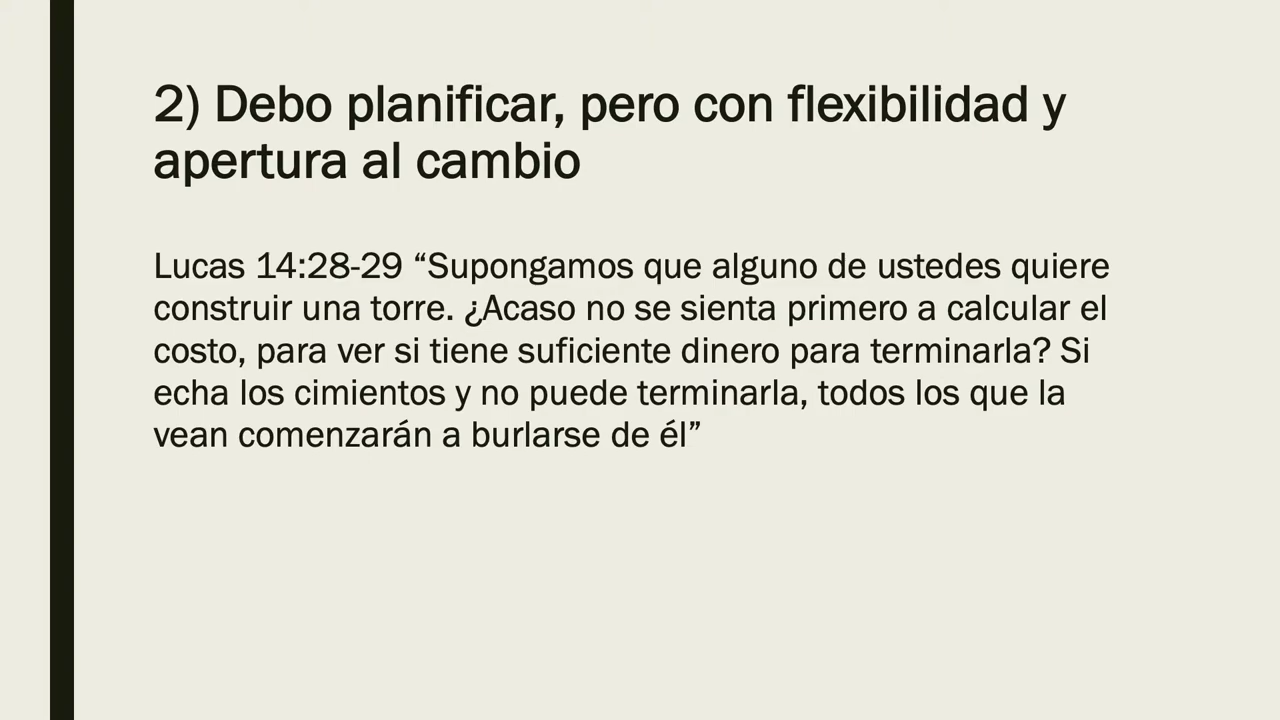 2) Debo planificar, pero con flexibilidad y
apertura al cambio
Lucas 14:28-29 “Supongamos que alguno de ustedes quiere
construir una torre. ¿Acaso no se sienta primero a calcular el
costo, para ver si tiene suficiente dinero para terminarla? Si
echa los cimientos y no puede terminarla, todos los que la
vean comenzarán a burlarse de él”